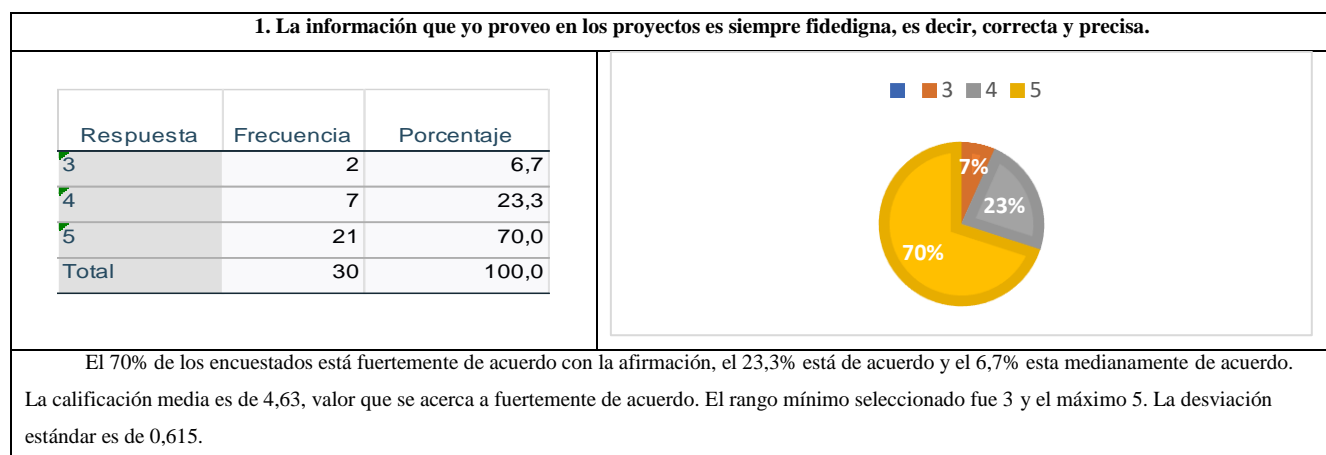 1. La información que yo proveo en los proyectos es siempre fidedigna, es decir, correcta y precisa.
Respuesta Frecuencia Porcentaje
3 2 6,7
4 7 23,3
5 21 70,0
Total 30 100,0
3 4 5
7%
23%
70%
El 70% de los encuestados está fuertemente de acuerdo con la afirmación, el 23,3% está de acuerdo y el 6,7% esta medianamente de acuerdo.
La calificación media es de 4,63, valor que se acerca a fuertemente de acuerdo. El rango mínimo seleccionado fue 3 y el máximo 5. La desviación
estándar es de 0,615.